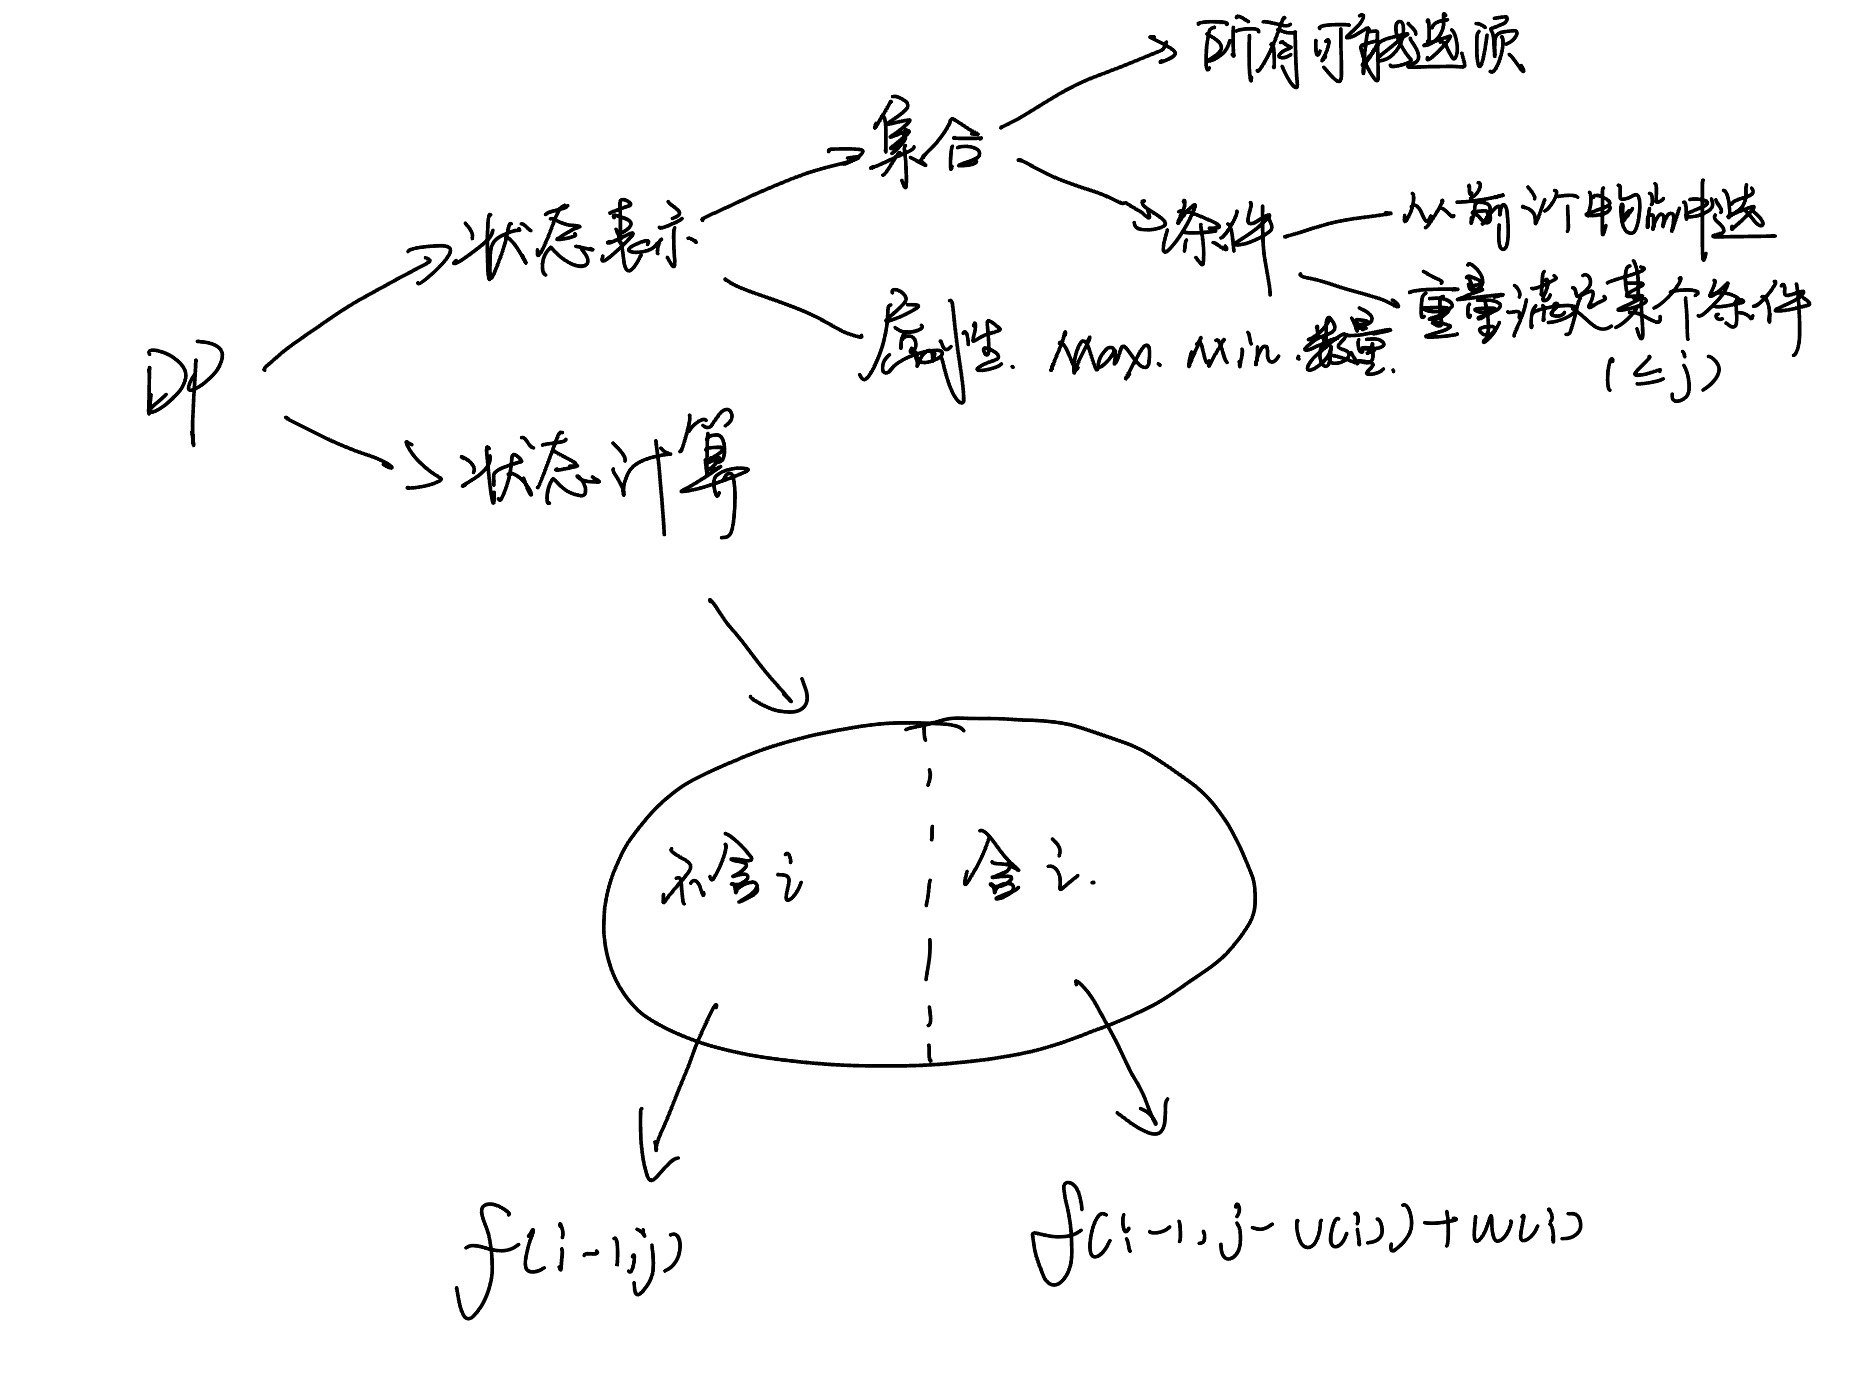 所有可能选项
集合
条件
从前i个物品中选
状态表示
重量满足某个条件
(≤j)
属性. Max. Min. 数量.
DP
状态计算
不含i
含i.
f(i-1,j)
f(i-1,j-v(i))+w(i)